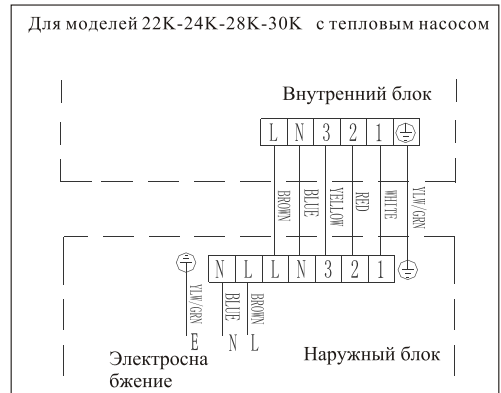 Для моделей 22K-24K-28K-30K с тепловым насосом
Внутренний блок
L N 3 2 1
BROWN BLUE YELLOW RED WHITE YLW/GRN
N L L N 3 2 1
YLW/GRN BLUE BROWN
E N L
Электросна
бжение
Наружный блок